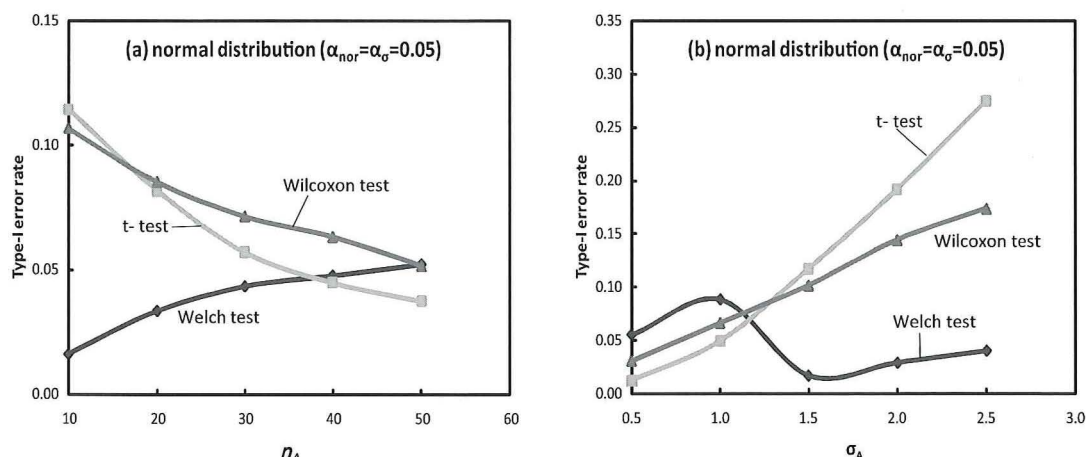 (a) normal distribution (αnor=ασ=0.05)
Type-I error rate
0.15
0.10
0.05
0.00
Wilcoxon test
t- test
Welch test
10 20 30 40 50 60
nA
(b) normal distribution (αnor=ασ=0.05)
Type-I error rate
0.35
0.30
0.25
0.20
0.15
0.10
0.05
0.00
t- test
Wilcoxon test
Welch test
0.5 1.0 1.5 2.0 2.5 3.0
σA